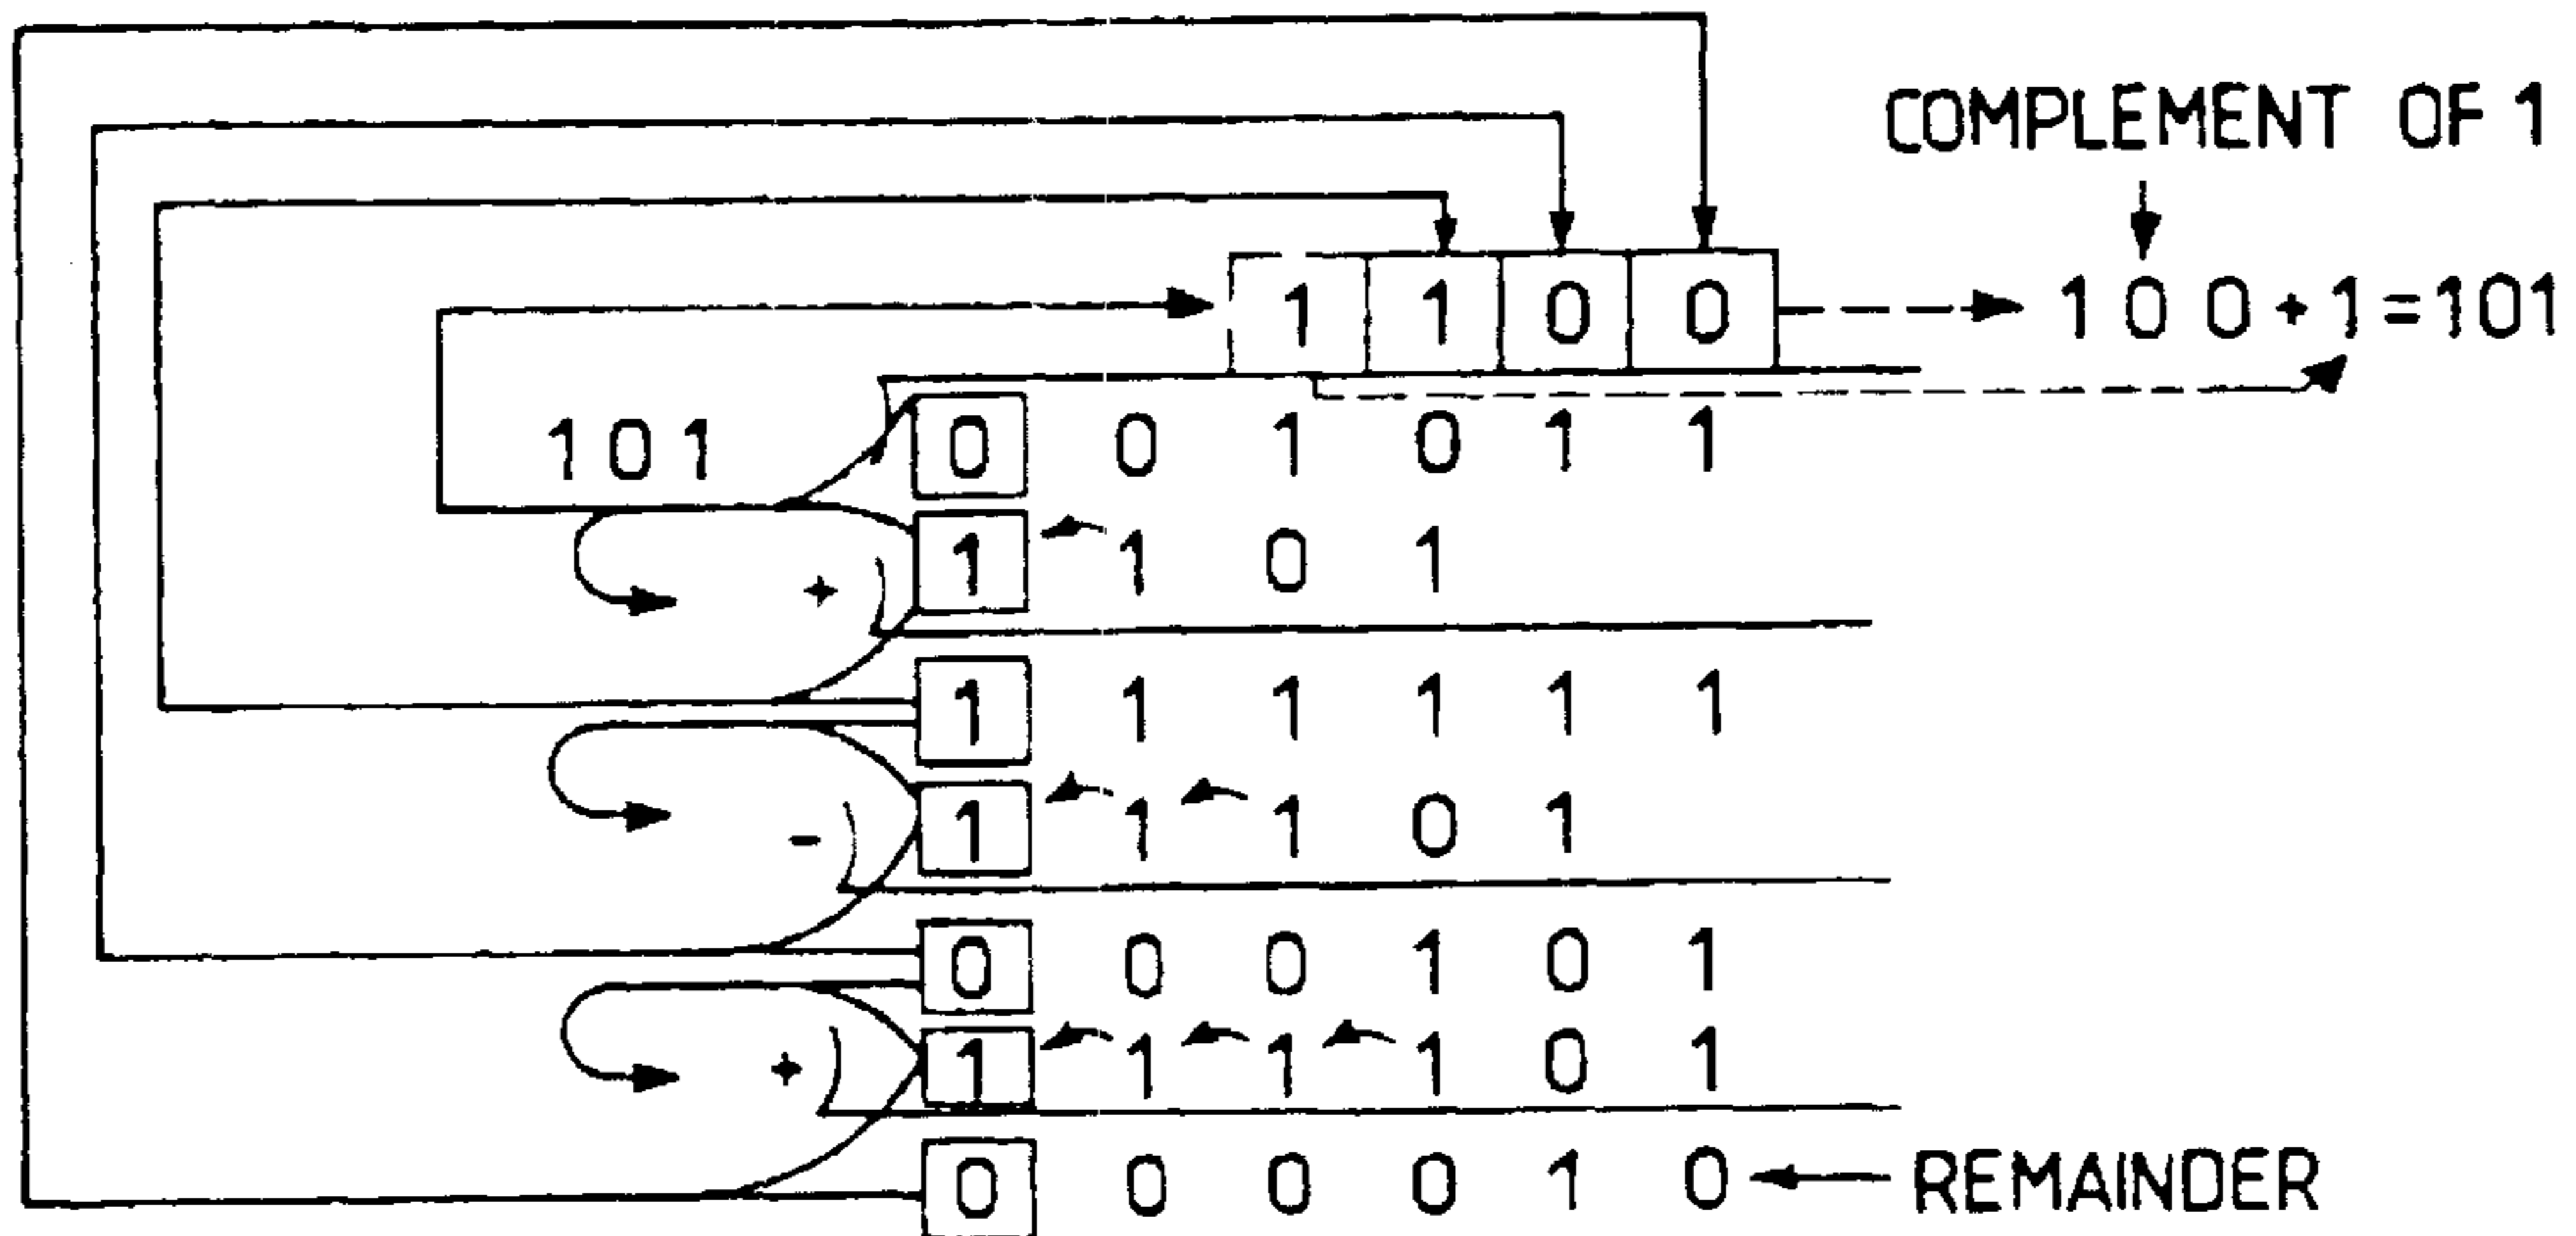 COMPLEMENT OF 1
1 1 0 0 1 0 0 + 1 = 101
101 0 0 1 0 1 1
+ 1 1 0 1
1 1 1 1 1 1
- 1 1 1 0 1
0 0 0 1 0 1
+ 1 1 1 1 0 1
0 0 0 0 1 0 REMAINDER